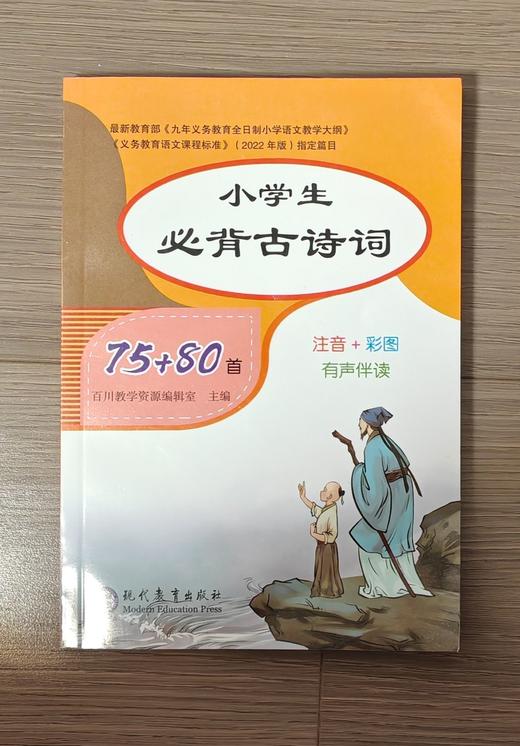 最新教育部《九年义务教育全日制小学语文教学大纲》
《义务教育语文课程标准》（2022年版）指定篇目
小学生
必背古诗词
75+80首
注音+彩图
有声伴读
百川教学资源编辑室 主编
现代教育出版社
Modern Education Press